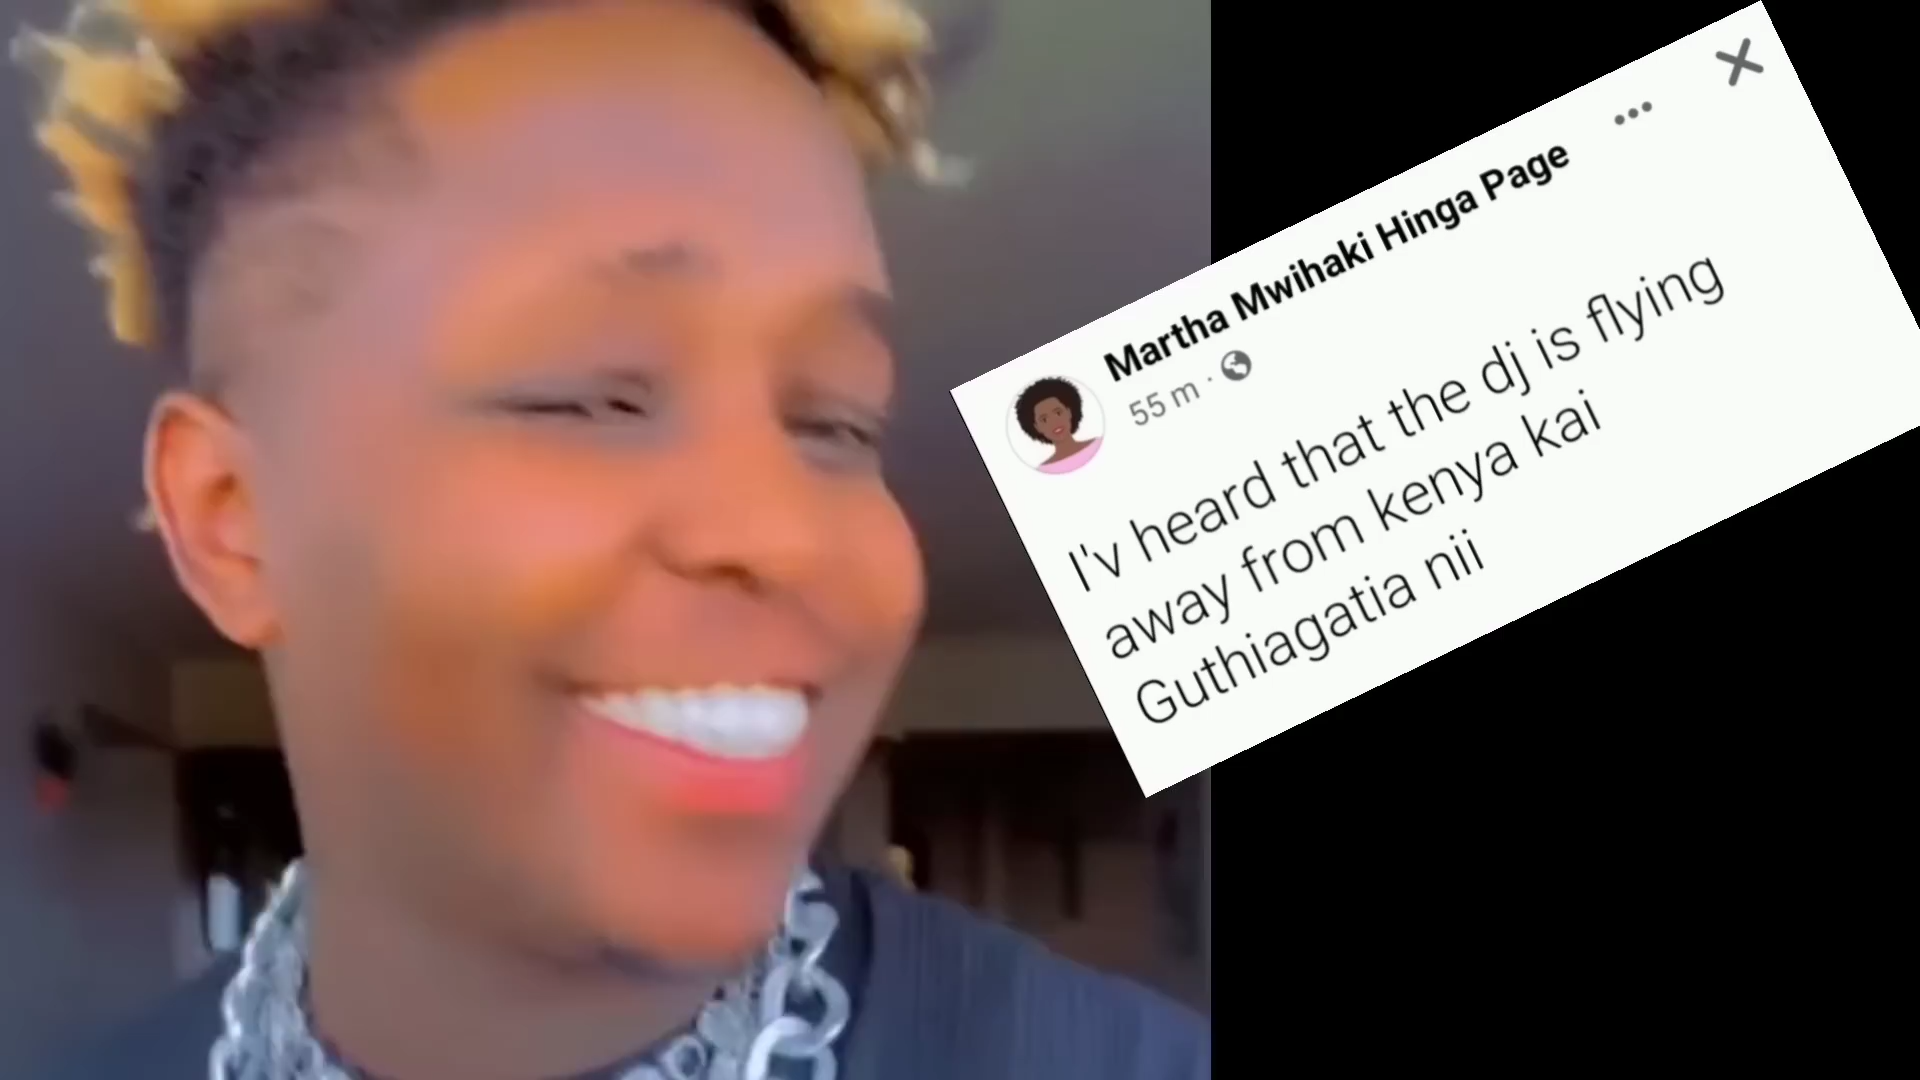 Martha Mwihaki Hinga Page
55 m ·
I'v heard that the dj is flying
away from kenya kai
Guthiagatia nii